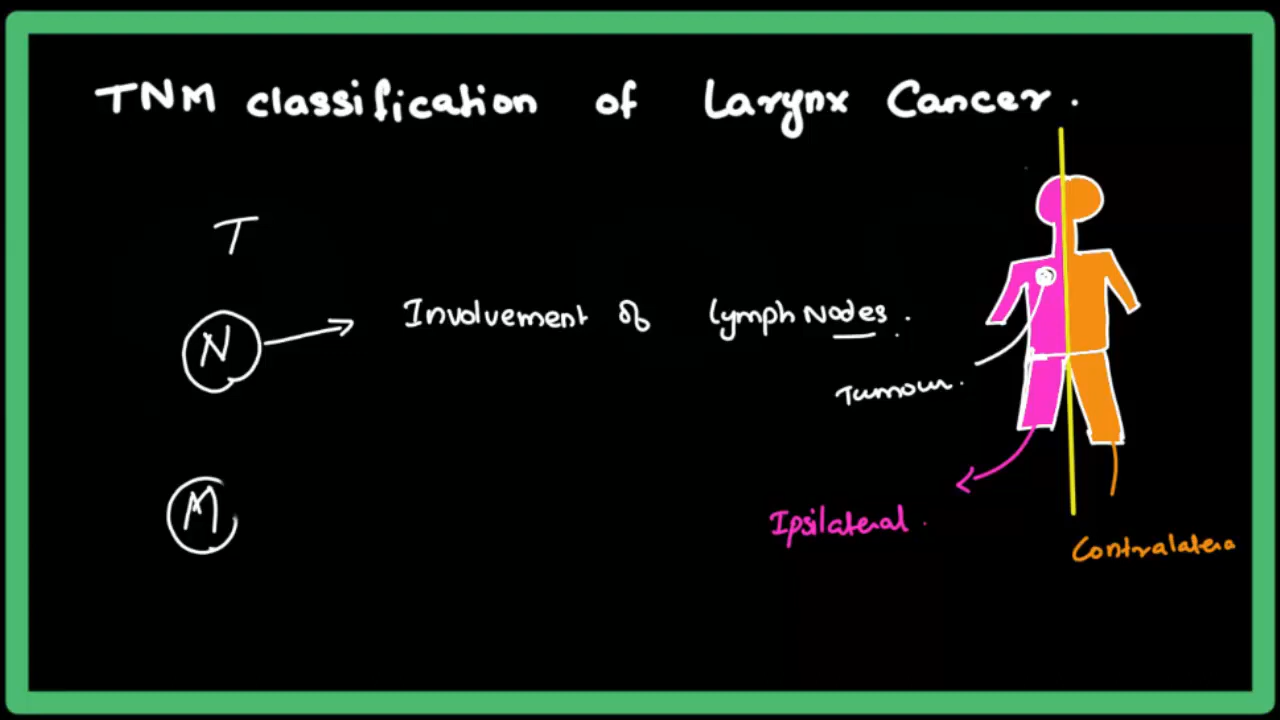 TNM classification of Larynx Cancer.
T
N → Involvement of Lymph Nodes.
Tumour.
M
Ipsilateral.
Contralatera